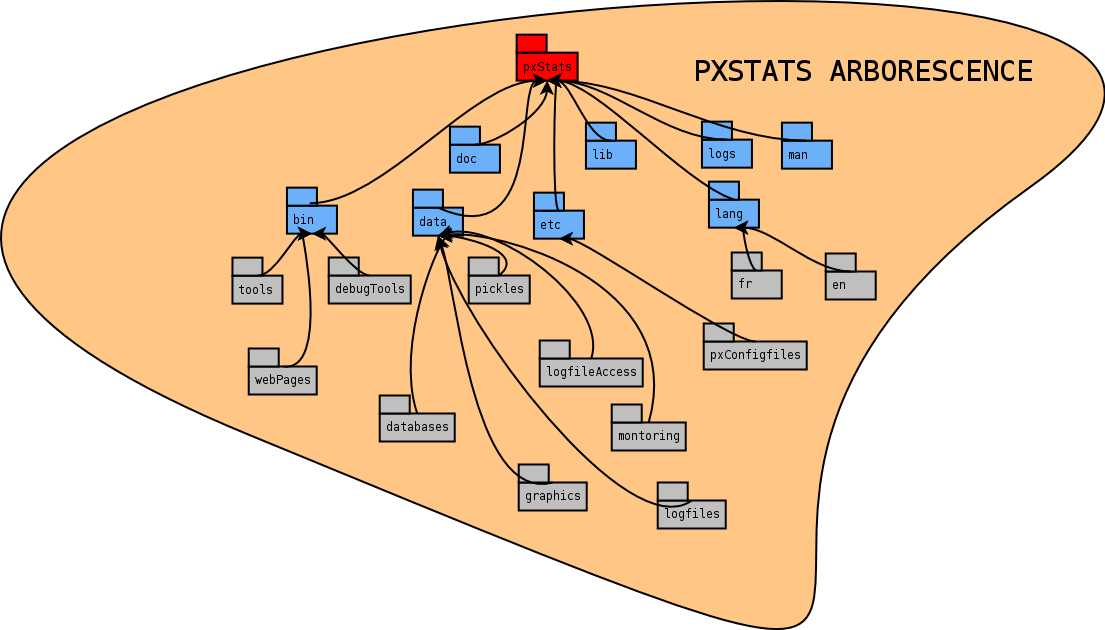 pxStats
PXSTATS ARBORESCENCE
doc
lib
logs
man
bin
data
etc
lang
tools
debugTools
pickles
fr
en
webPages
logfileAccess
pxConfigfiles
databases
montoring
graphics
logfiles